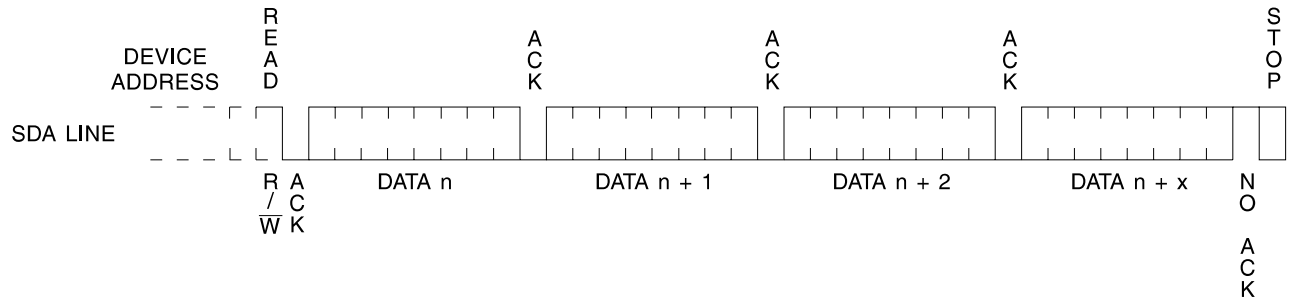 DEVICE
ADDRESS
READ
ACK
ACK
ACK
STOP
SDA LINE
R/W̅
ACK
DATA n
DATA n + 1
DATA n + 2
DATA n + x
NO ACK